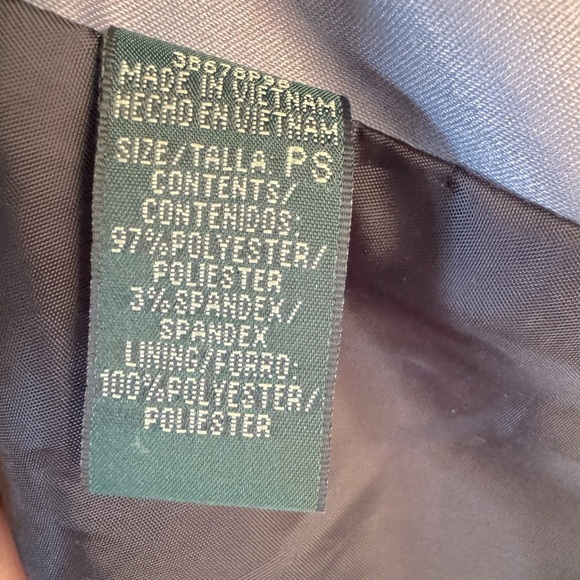 MADE IN VIETNAM
HECHO EN VIETNAM
SIZE/TALLA PS
CONTENTS/
CONTENIDOS:
97%POLYESTER/
POLIESTER
3%SPANDEX/
SPANDEX
LINING/FORRO:
100%POLYESTER/
POLIESTER